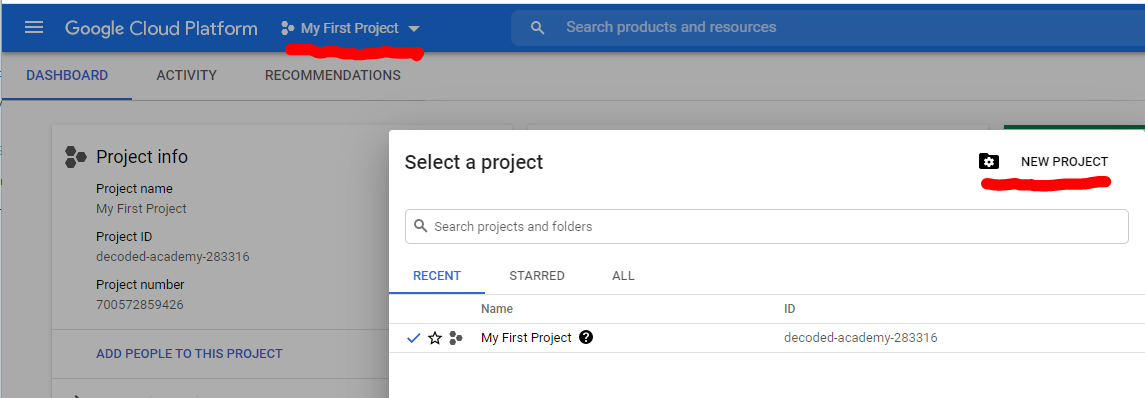 Google Cloud Platform My First Project Search products and resources
DASHBOARD ACTIVITY RECOMMENDATIONS
Project info
Project name
My First Project
Project ID
decoded-academy-283316
Project number
700572859426
ADD PEOPLE TO THIS PROJECT
Select a project NEW PROJECT
Search projects and folders
RECENT STARRED ALL
Name ID
My First Project ? decoded-academy-283316